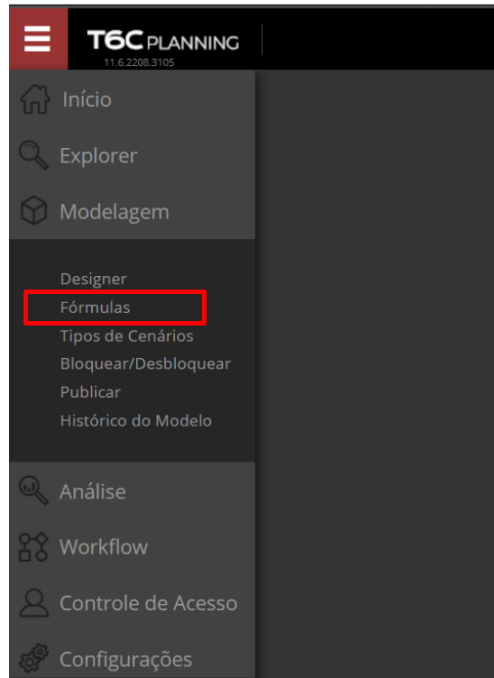 T6C PLANNING
11.6.2208.3105
Início
Explorer
Modelagem
Designer
Fórmulas
Tipos de Cenários
Bloquear/Desbloquear
Publicar
Histórico do Modelo
Análise
Workflow
Controle de Acesso
Configurações